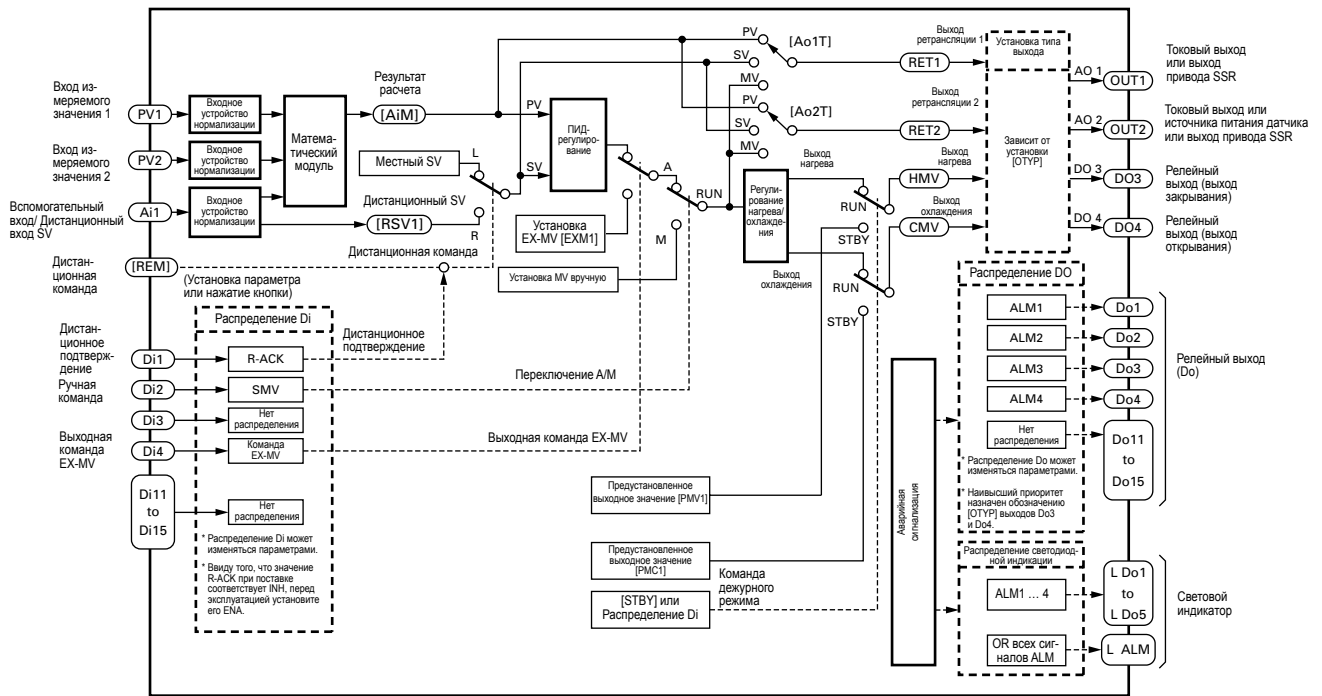 Вход из-
меряемого
значения 1
PV1
Входное
устройство
нормализации
Вход из-
меряемого
значения 2
PV2
Входное
устройство
нормализации
Вспомогательный
вход/ Дистанционный
вход SV
Ai1
Входное
устройство
нормализации
Матема-
тический
модуль
Результат
расчета
[AiM]
Местный SV
L
Дистанционный SV
[RSV1]
R
Дистанционная команда
Дистан-
ционная
команда
[REM]
(Установка параметра
или нажатие кнопки)
PV
SV
ПИД-
регулиро-
вание
Установка
EX-MV [EXM1]
A
M
RUN
Установка MV вручную
PV
SV
MV
[Ao1T]
PV
SV
MV
[Ao2T]
Выход
ретрансляции 1
RET1
Выход
ретрансляции 2
RET2
Регули-
рование
нагрева/
охлажде-
ния
Выход
нагрева
RUN
STBY
Выход
охлаждения
RUN
STBY
Выход
нагрева
HMV
Выход
охлаждения
CMV
Установка типа
выхода
Зависит от
установки
[OTYP]
AO 1
OUT1
AO 2
OUT2
DO 3
DO3
DO 4
DO4
Токовый выход
или выход
привода SSR
Токовый выход или
источника питания датчика
или выход привода SSR
Релейный
выход (выход
закрывания)
Релейный
выход (выход
открывания)
Распределение Di
Дистан-
ционное
подтверж-
дение
Di1
R-ACK
Дистанционное
подтверждение
Ручная
команда
Di2
SMV
Переключение A/M
Di3
Нет
распределения
Выходная
команда
EX-MV
Di4
Команда
EX-MV
Выходная команда EX-MV
Di11
to
Di15
Нет
распределения
* Распределение Di может
изменяться параметрами.
* Ввиду того, что значение
R-ACK при поставке
соответствует INH, перед
эксплуатацией установите
его ENA.
Предустановленное
выходное значение [PMV1]
Предустановленное
выходное значение
[PMC1]
[STBY] или
Распределение Di
Команда
дежурного
режима
Аварийная
сигнализация
Распределение DO
ALM1
Do1
ALM2
Do2
ALM3
Do3
ALM4
Do4
Нет
распределения
Do11
to
Do15
* Распределение Do может
изменяться параметрами.
* Наивысший приоритет
назначен обозначению
[OTYP] выходов Do3
и Do4.
Релейный выход
(Do)
Распределение светодиод-
ной индикации
ALM1 ... 4
L Do1
to
L Do5
OR всех сиг-
налов ALM
L ALM
Световой
индикатор